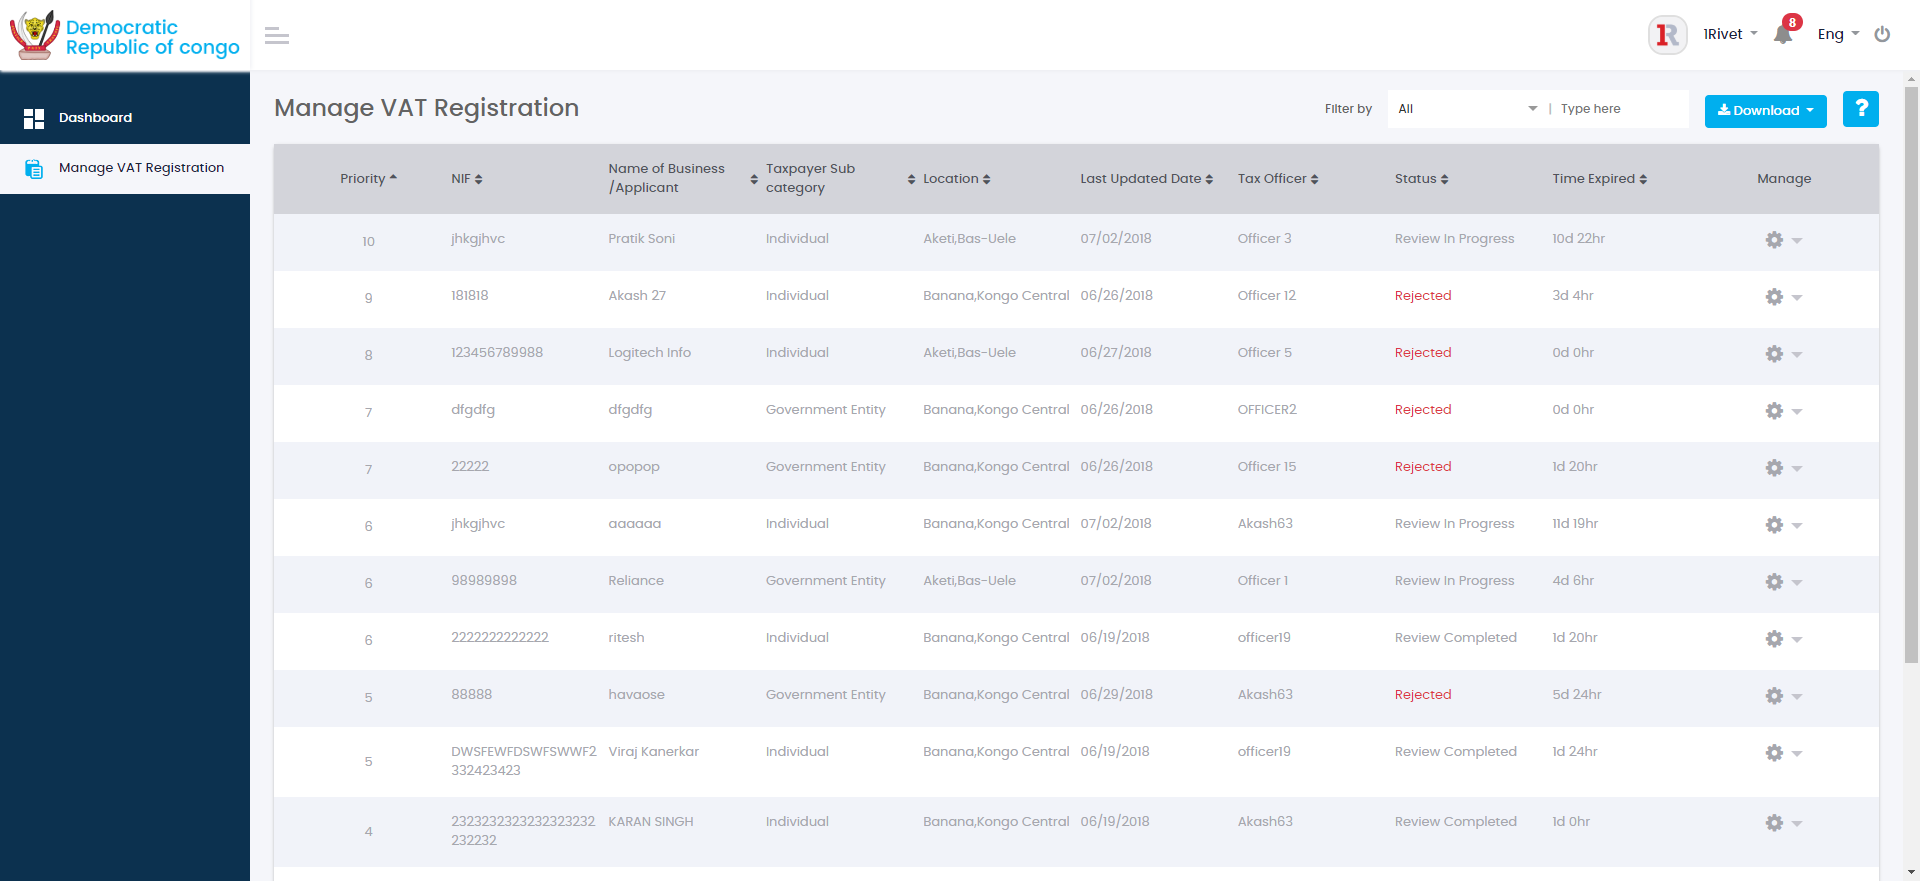 Democratic
Republic of congo
1Rivet
8
Eng
Dashboard
Manage VAT Registration
Manage VAT Registration
Filter by
All
Type here
Download
?
Priority NIF Name of Business /Applicant Taxpayer Sub category Location Last Updated Date Tax Officer Status Time Expired Manage
10 jhkgjhvc Pratik Soni Individual Aketi,Bas-Uele 07/02/2018 Officer 3 Review In Progress 10d 22hr
9 181818 Akash 27 Individual Banana,Kongo Central 06/26/2018 Officer 12 Rejected 3d 4hr
8 123456789988 Logitech Info Individual Aketi,Bas-Uele 06/27/2018 Officer 5 Rejected 0d 0hr
7 dfgdfg dfgdfg Government Entity Banana,Kongo Central 06/26/2018 OFFICER2 Rejected 0d 0hr
7 22222 opopop Government Entity Banana,Kongo Central 06/26/2018 Officer 15 Rejected 1d 20hr
6 jhkgjhvc aaaaaa Individual Banana,Kongo Central 07/02/2018 Akash63 Review In Progress 11d 19hr
6 98989898 Reliance Government Entity Aketi,Bas-Uele 07/02/2018 Officer 1 Review In Progress 4d 6hr
6 2222222222222 ritesh Individual Banana,Kongo Central 06/19/2018 officer19 Review Completed 1d 20hr
5 88888 havaose Government Entity Banana,Kongo Central 06/29/2018 Akash63 Rejected 5d 24hr
5 DWSFEWFDSWFSWWF2 Viraj Kanerkar Individual Banana,Kongo Central 06/19/2018 officer19 Review Completed 1d 24hr
332423423
4 2323232323232323232 KARAN SINGH Individual Banana,Kongo Central 06/19/2018 Akash63 Review Completed 1d 0hr
232232